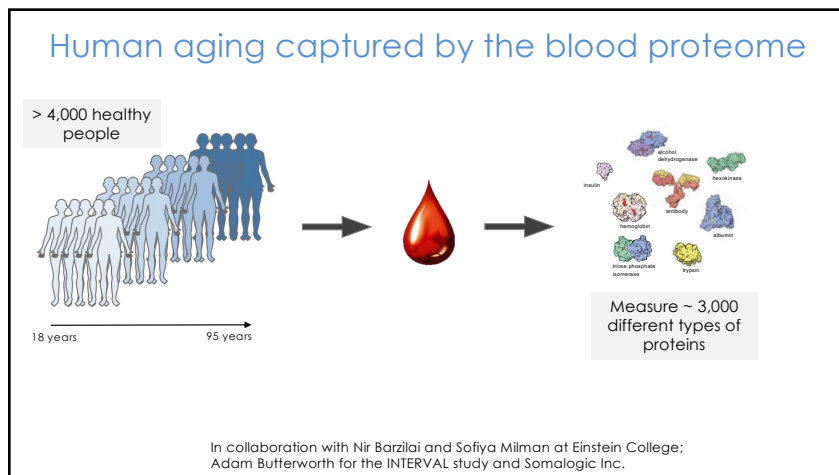 Human aging captured by the blood proteome
> 4,000 healthy
people
18 years
95 years
alcohol
dehydrogenase
hexokinase
insulin
antibody
hemoglobin
albumin
triose phosphate
isomerase
trypsin
Measure ~ 3,000
different types of
proteins
In collaboration with Nir Barzilai and Sofiya Milman at Einstein College;
Adam Butterworth for the INTERVAL study and Somalogic Inc.